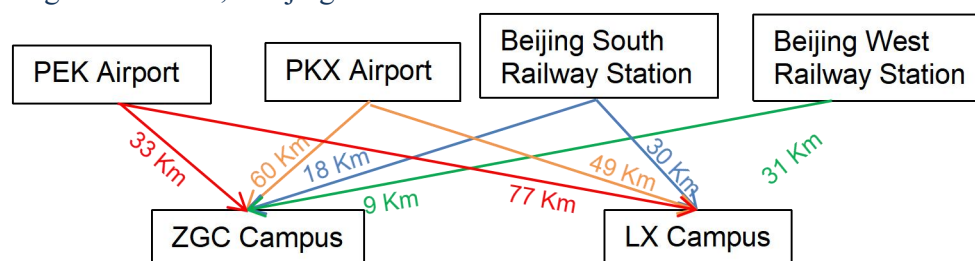 PEK Airport
PKX Airport
Beijing South
Railway Station
Beijing West
Railway Station
33 Km
60 Km
18 Km
9 Km
77 Km
49 Km
30 Km
31 Km
ZGC Campus
LX Campus